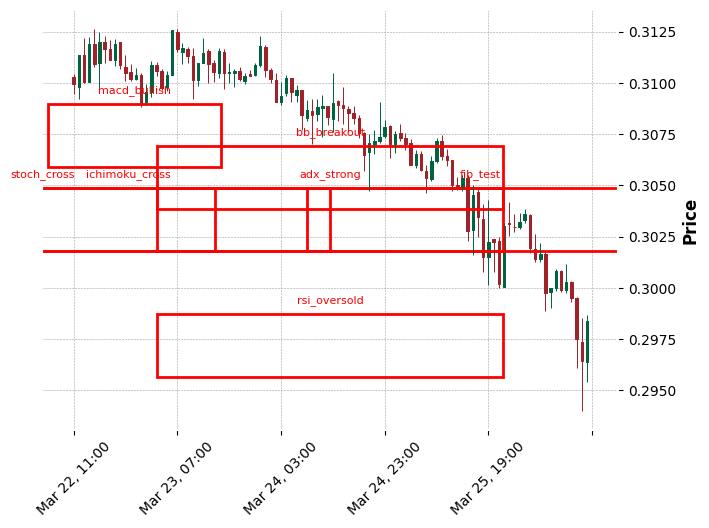 0.3125
0.3100
macd_bullish
0.3075
bb_breakout
stoch_cross ichimoku_cross adx_strong fib_test
0.3050
0.3025
Price
0.3000
rsi_oversold
0.2975
0.2950
Mar 22, 11:00
Mar 23, 07:00
Mar 24, 03:00
Mar 24, 23:00
Mar 25, 19:00